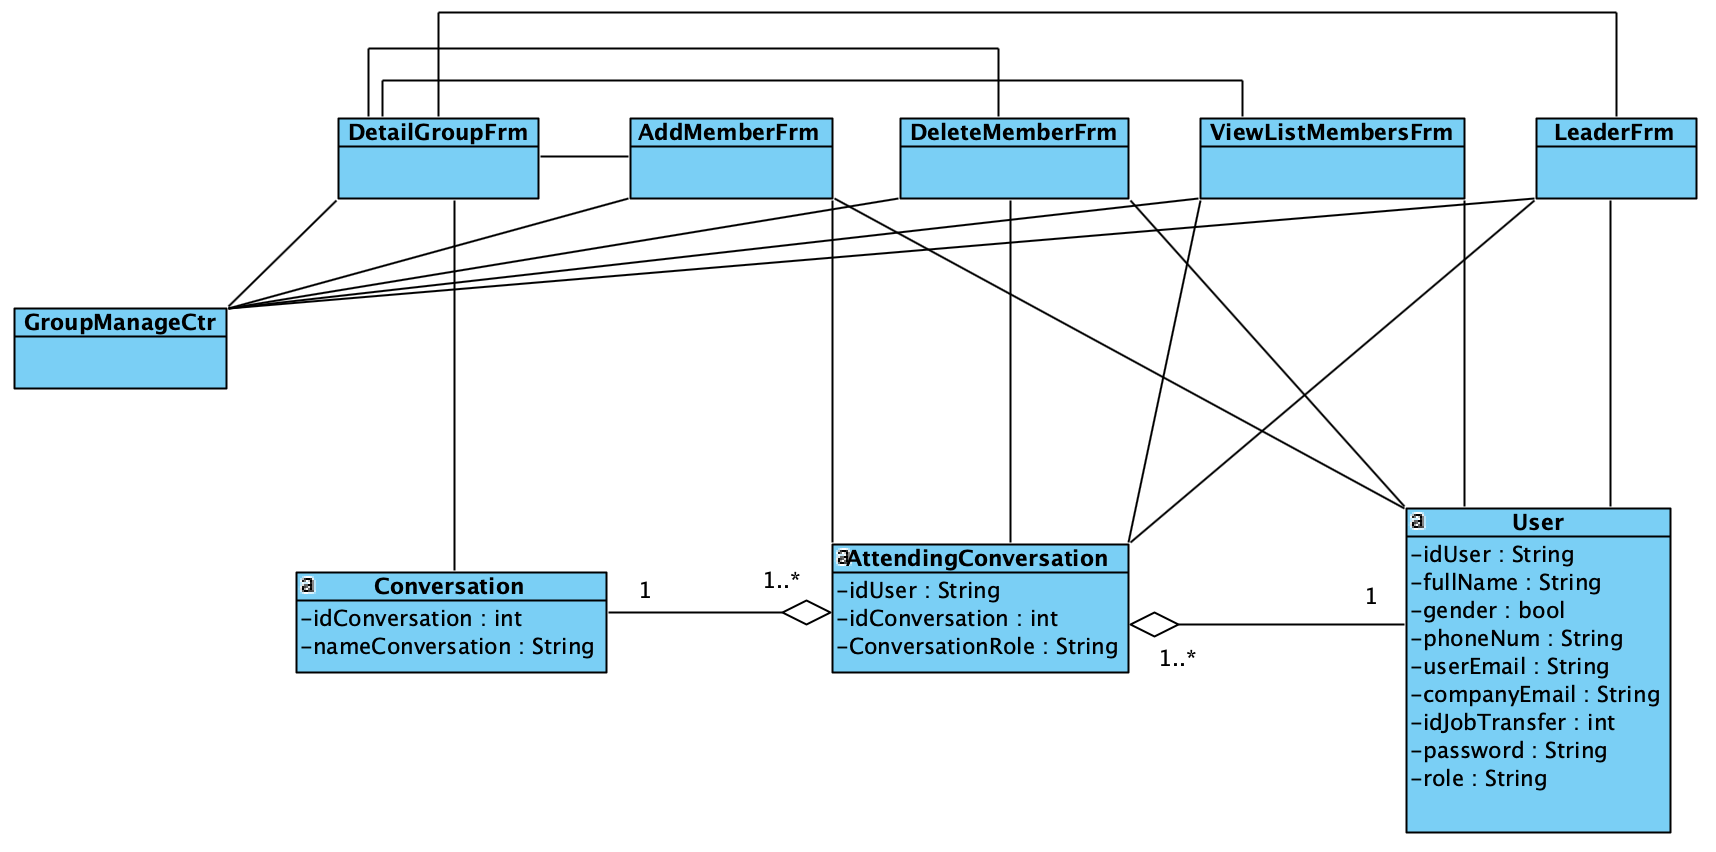 DetailGroupFrm
AddMemberFrm
DeleteMemberFrm
ViewListMembersFrm
LeaderFrm
GroupManageCtr
a
Conversation
-idConversation : int
-nameConversation : String
1
1..*
a
AttendingConversation
-idUser : String
-idConversation : int
-ConversationRole : String
1..*
1
a
User
-idUser : String
-fullName : String
-gender : bool
-phoneNum : String
-userEmail : String
-companyEmail : String
-idJobTransfer : int
-password : String
-role : String